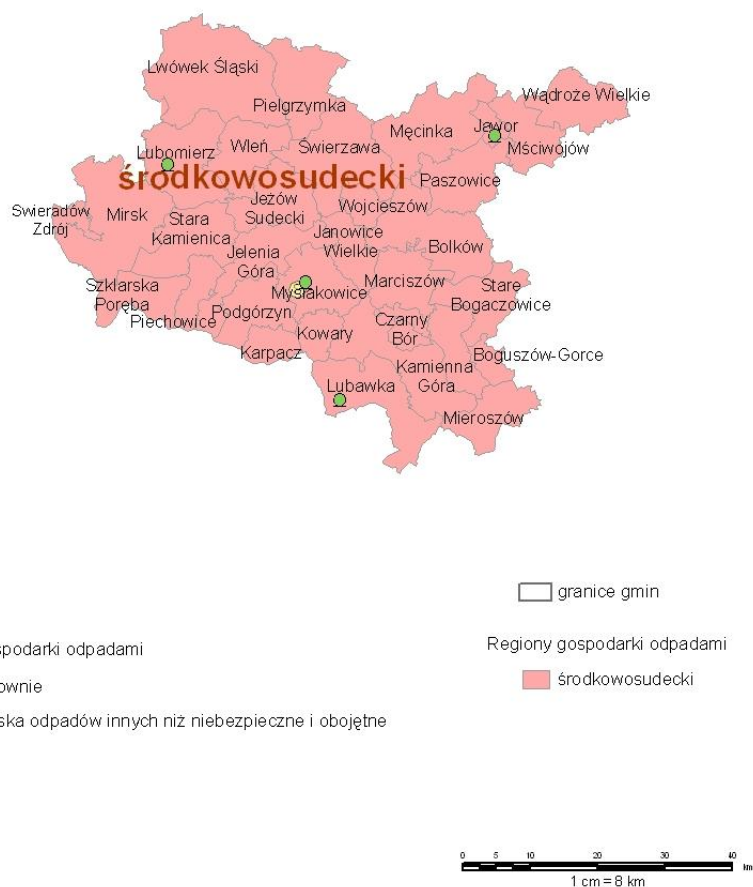 Lwówek Śląski
Wądroże Wielkie
Pielgrzymka
Męcinka
Jawor
Lubomierz
Wleń
Świerzawa
Mściwojów
środkowosudecki
Paszowice
Jeżów
Sudecki
Wojcieszów
Swieradów
Zdrój
Mirsk
Stara
Kamienica
Janowice
Wielkie
Bolków
Jelenia
Góra
Szklarska
Poręba
Mysłakowice
Marciszów
Stare
Bogaczowice
Piechowice
Podgórzyn
Czarny
Bór
Kowary
Karpacz
Boguszów-Gorce
Kamienna
Góra
Lubawka
Mieroszów
granice gmin
spodarki odpadami
Regiony gospodarki odpadami
ownie
środkowosudecki
ska odpadów innych niż niebezpieczne i obojętne
0 5 10 20 30 40
km
1 cm = 8 km